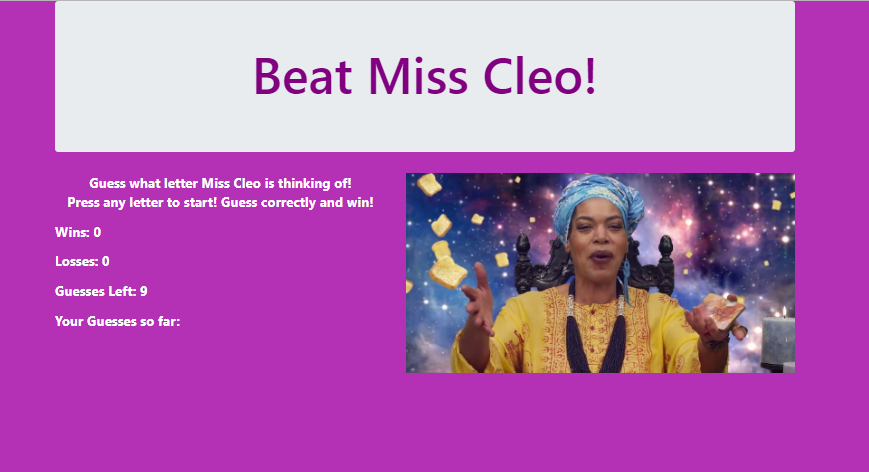 Beat Miss Cleo!
Guess what letter Miss Cleo is thinking of!
Press any letter to start! Guess correctly and win!
Wins: 0
Losses: 0
Guesses Left: 9
Your Guesses so far: